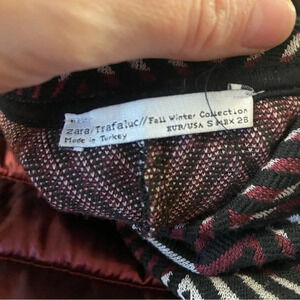 zara/Trafaluc//Fall Winter Collection
Made in Turkey
EUR/USA S MEX 28